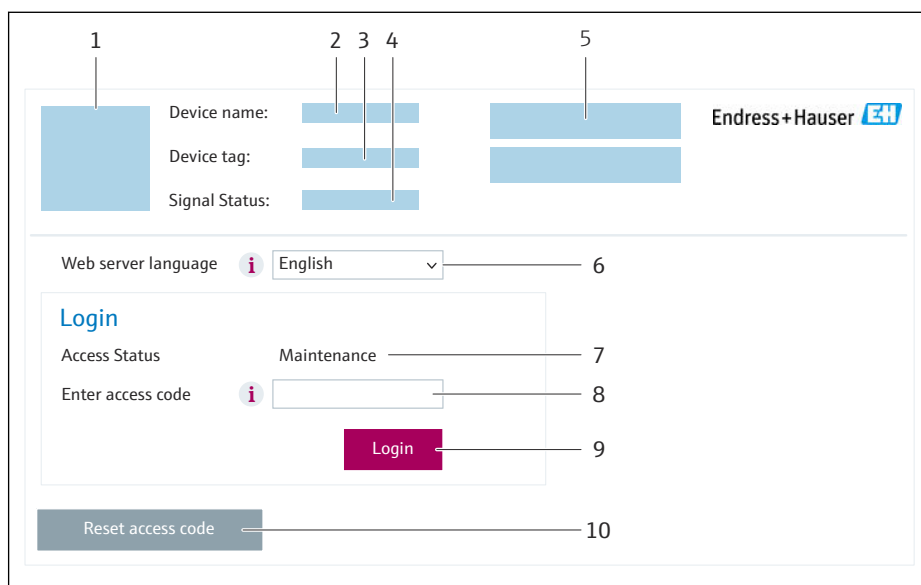 1 2 3 4 5
Device name:
Endress+Hauser EH
Device tag:
Signal Status:
Web server language i English 6
Login
Access Status Maintenance 7
Enter access code i 8
Login 9
Reset access code 10